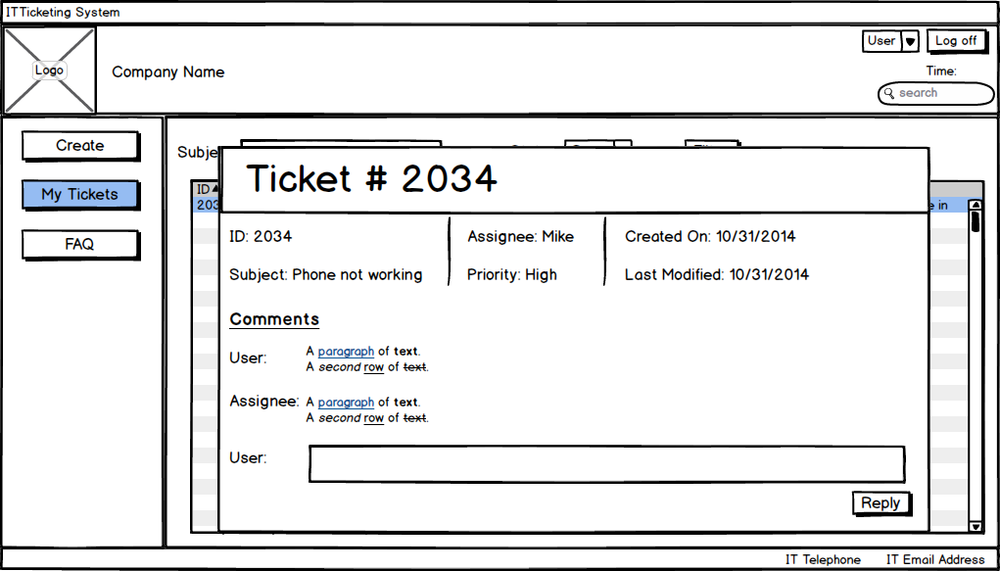 ITTicketing System
User
Log off
Logo
Company Name
Time:
search
Create
My Tickets
FAQ
Subje
ID
203
e in
Ticket # 2034
ID: 2034
Assignee: Mike
Created On: 10/31/2014
Subject: Phone not working
Priority: High
Last Modified: 10/31/2014
Comments
User:
A paragraph of text.
A second row of text.
Assignee:
A paragraph of text.
A second row of text.
User:
Reply
IT Telephone
IT Email Address